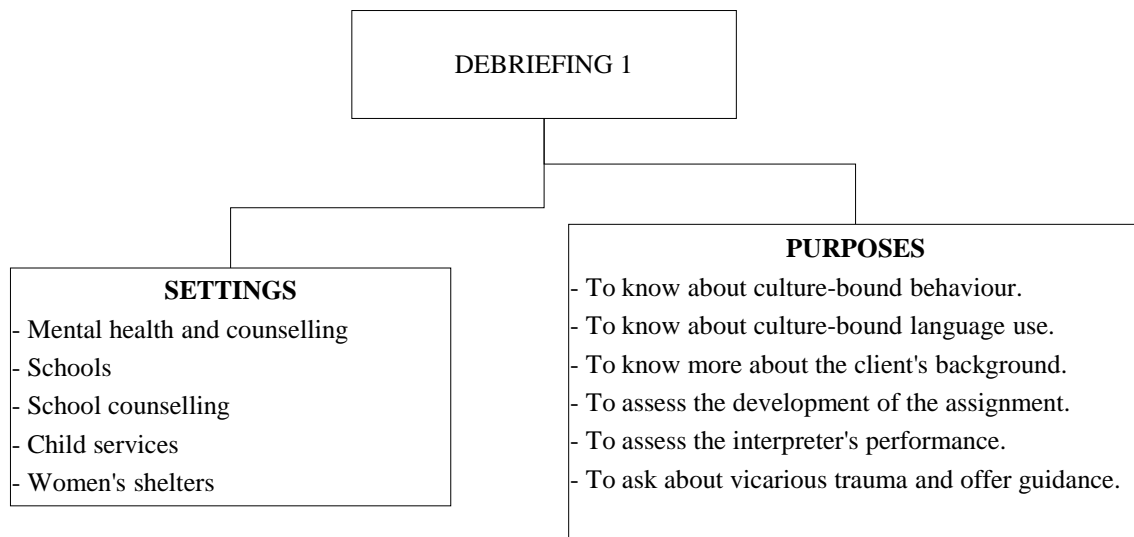 DEBRIEFING 1
SETTINGS
- Mental health and counselling
- Schools
- School counselling
- Child services
- Women's shelters
PURPOSES
- To know about culture-bound behaviour.
- To know about culture-bound language use.
- To know more about the client's background.
- To assess the development of the assignment.
- To assess the interpreter's performance.
- To ask about vicarious trauma and offer guidance.